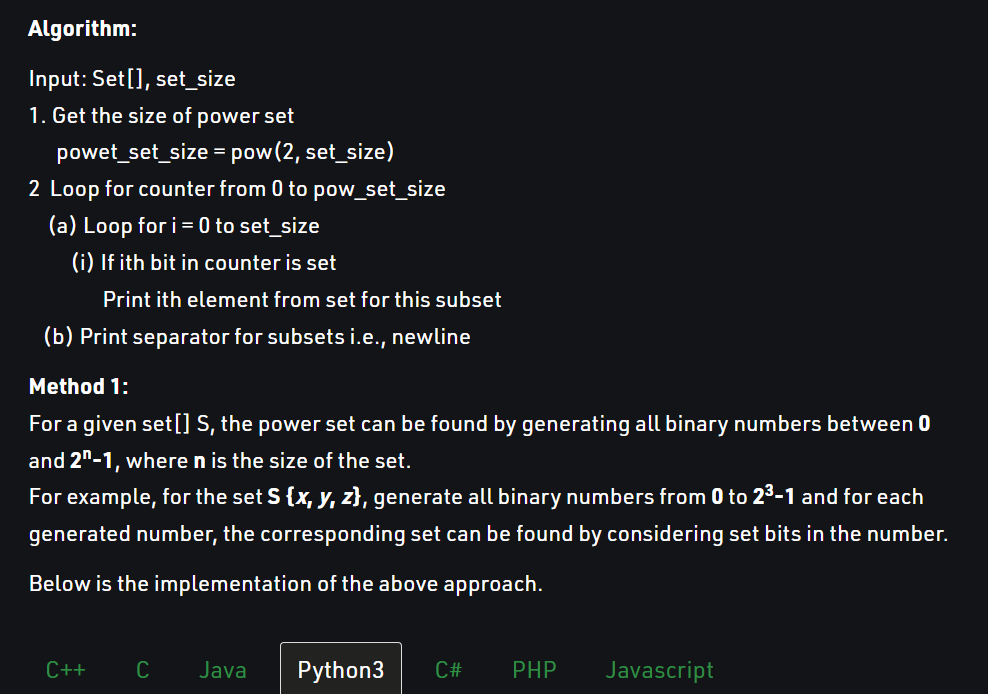 Algorithm:
Input: Set[], set_size
1. Get the size of power set
powet_set_size = pow(2, set_size)
2 Loop for counter from 0 to pow_set_size
(a) Loop for i = 0 to set_size
(i) If ith bit in counter is set
Print ith element from set for this subset
(b) Print separator for subsets i.e., newline
Method 1:
For a given set[] S, the power set can be found by generating all binary numbers between 0
and 2ⁿ-1, where n is the size of the set.
For example, for the set S {x, y, z}, generate all binary numbers from 0 to 2³-1 and for each
generated number, the corresponding set can be found by considering set bits in the number.
Below is the implementation of the above approach.
C++ C Java Python3 C# PHP Javascript